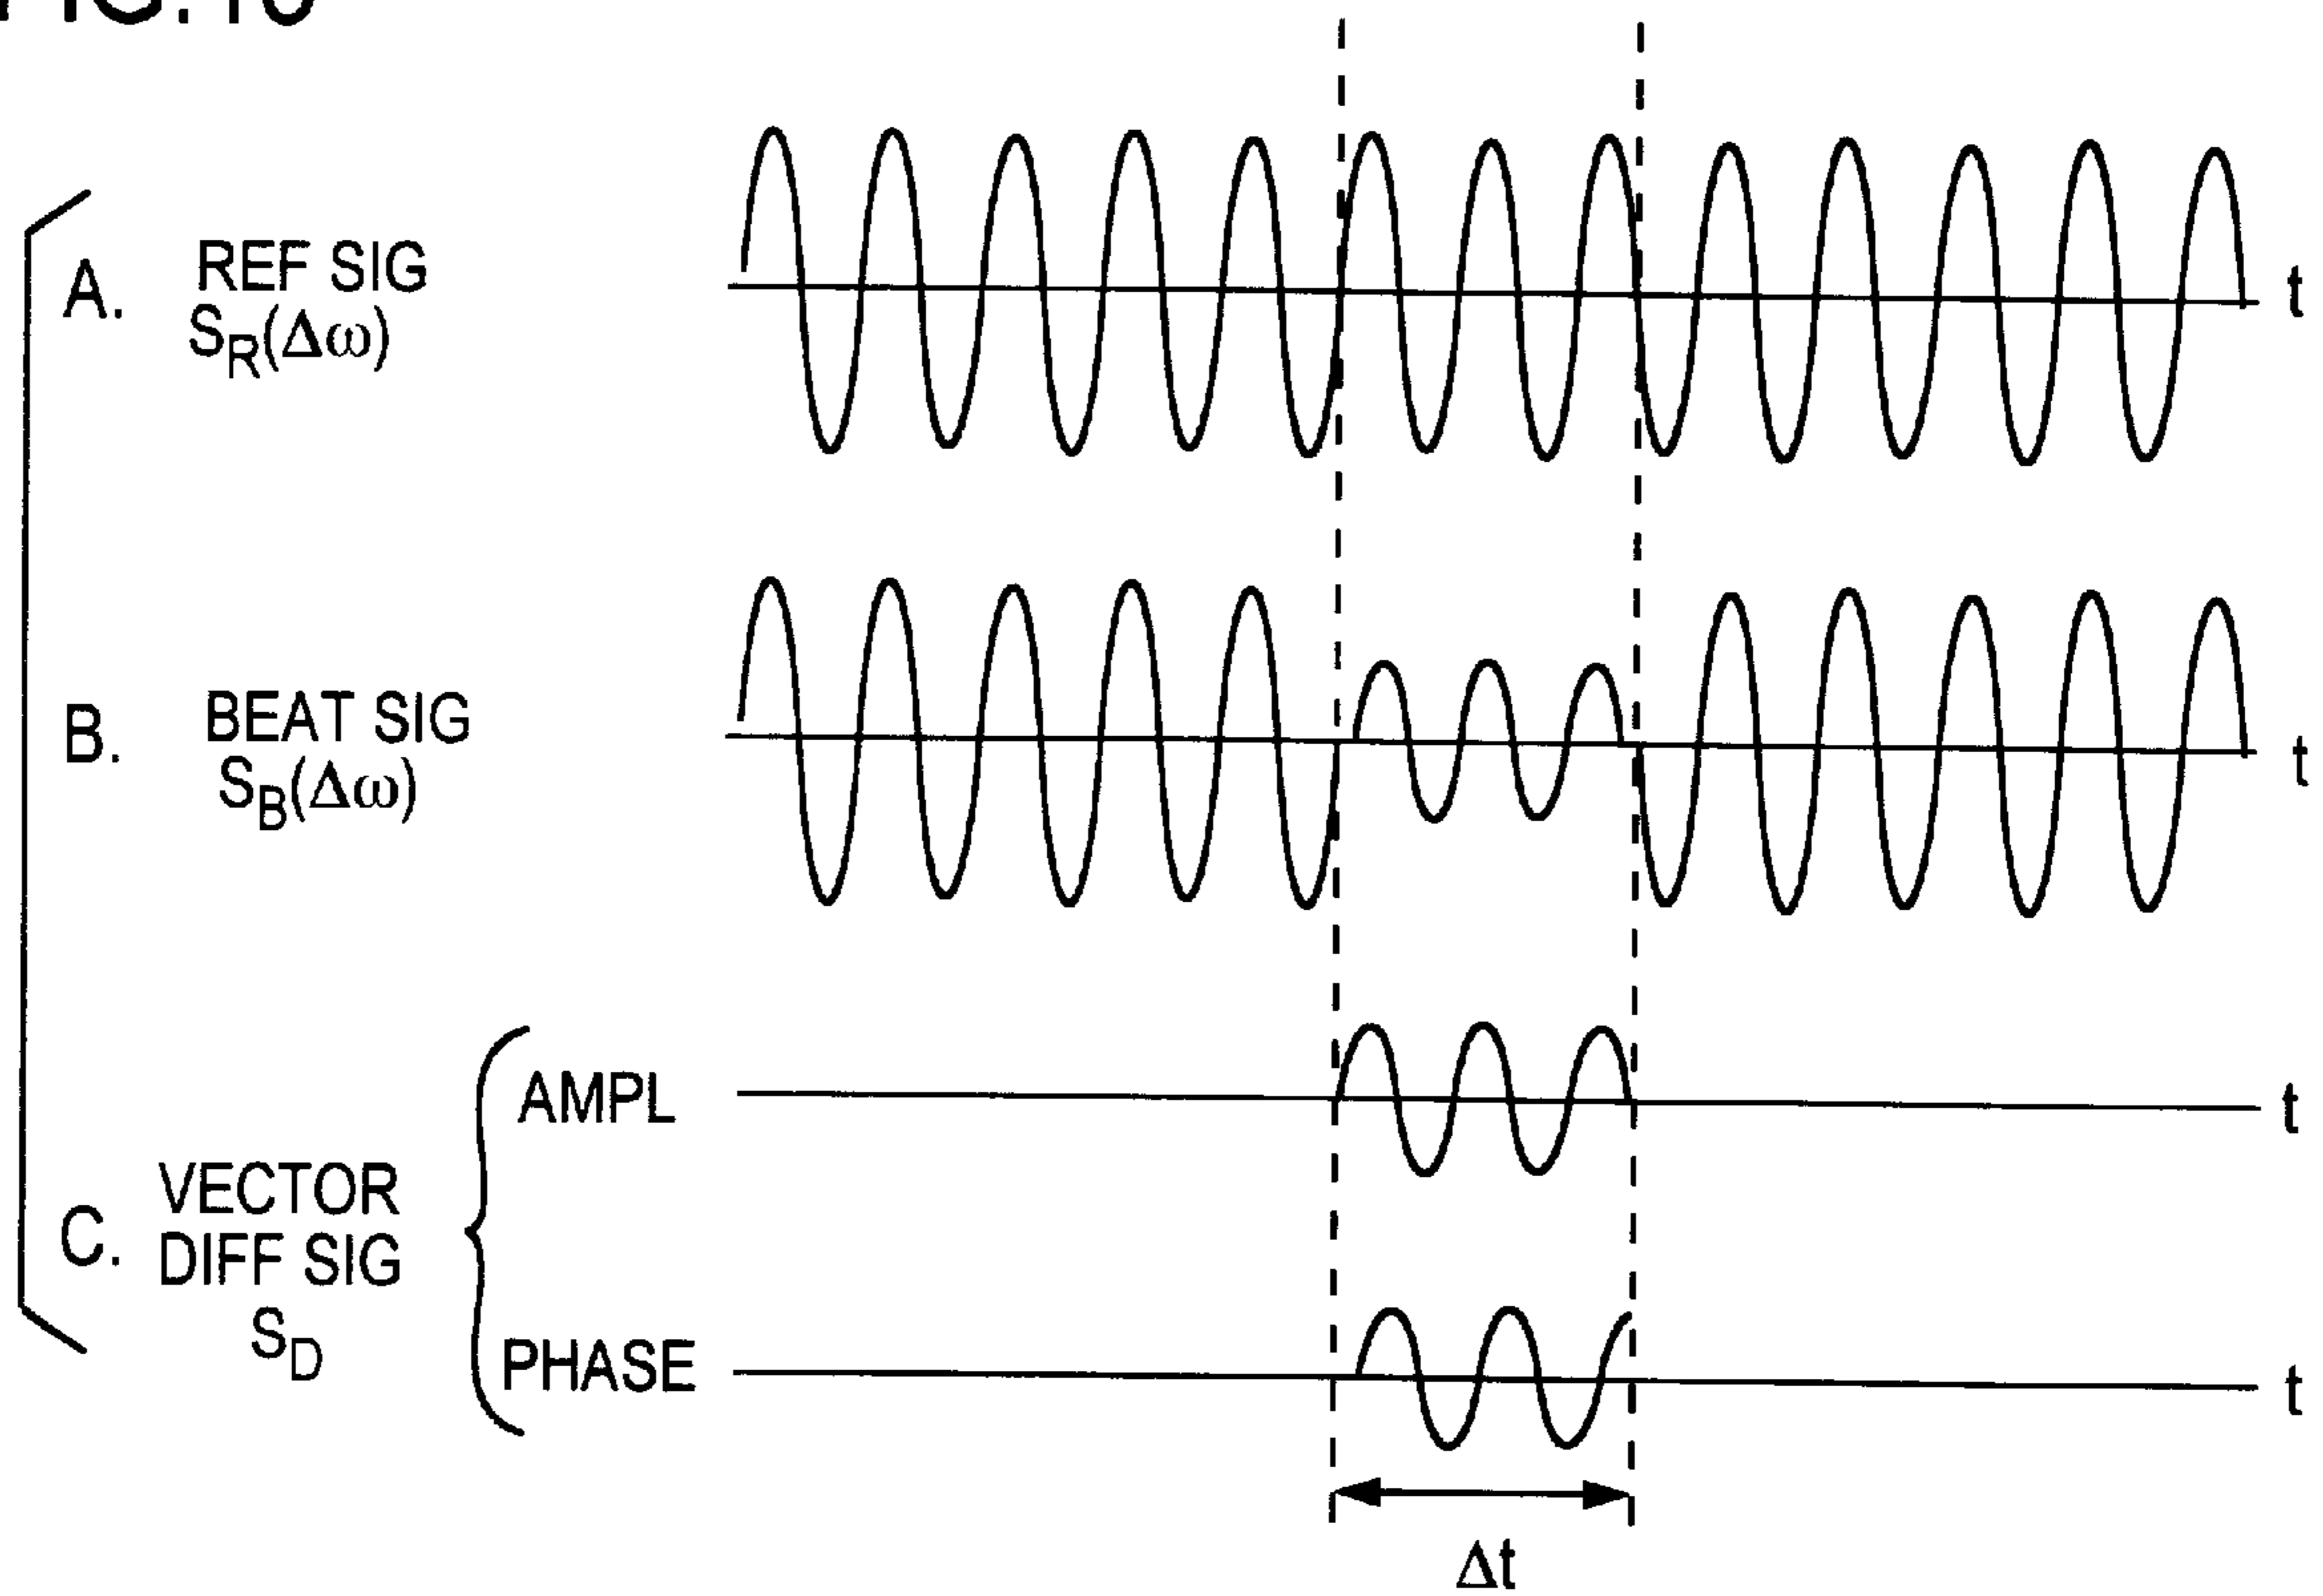 A.
REF SIG
S_R(Δω)
t
B.
BEAT SIG
S_B(Δω)
t
AMPL
t
C.
VECTOR
DIFF SIG
S_D
PHASE
t
Δt